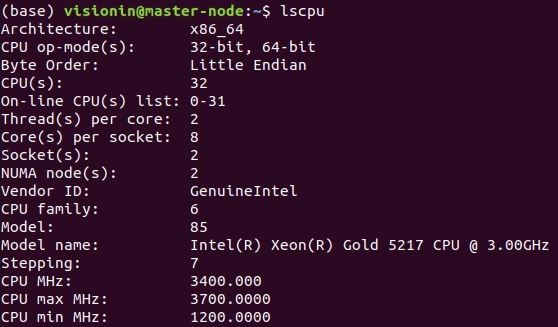 (base) visionin@master-node:~$ lscpu
Architecture: x86_64
CPU op-mode(s): 32-bit, 64-bit
Byte Order: Little Endian
CPU(s): 32
On-line CPU(s) list: 0-31
Thread(s) per core: 2
Core(s) per socket: 8
Socket(s): 2
NUMA node(s): 2
Vendor ID: GenuineIntel
CPU family: 6
Model: 85
Model name: Intel(R) Xeon(R) Gold 5217 CPU @ 3.00GHz
Stepping: 7
CPU MHz: 3400.000
CPU max MHz: 3700.0000
CPU min MHz: 1200.0000